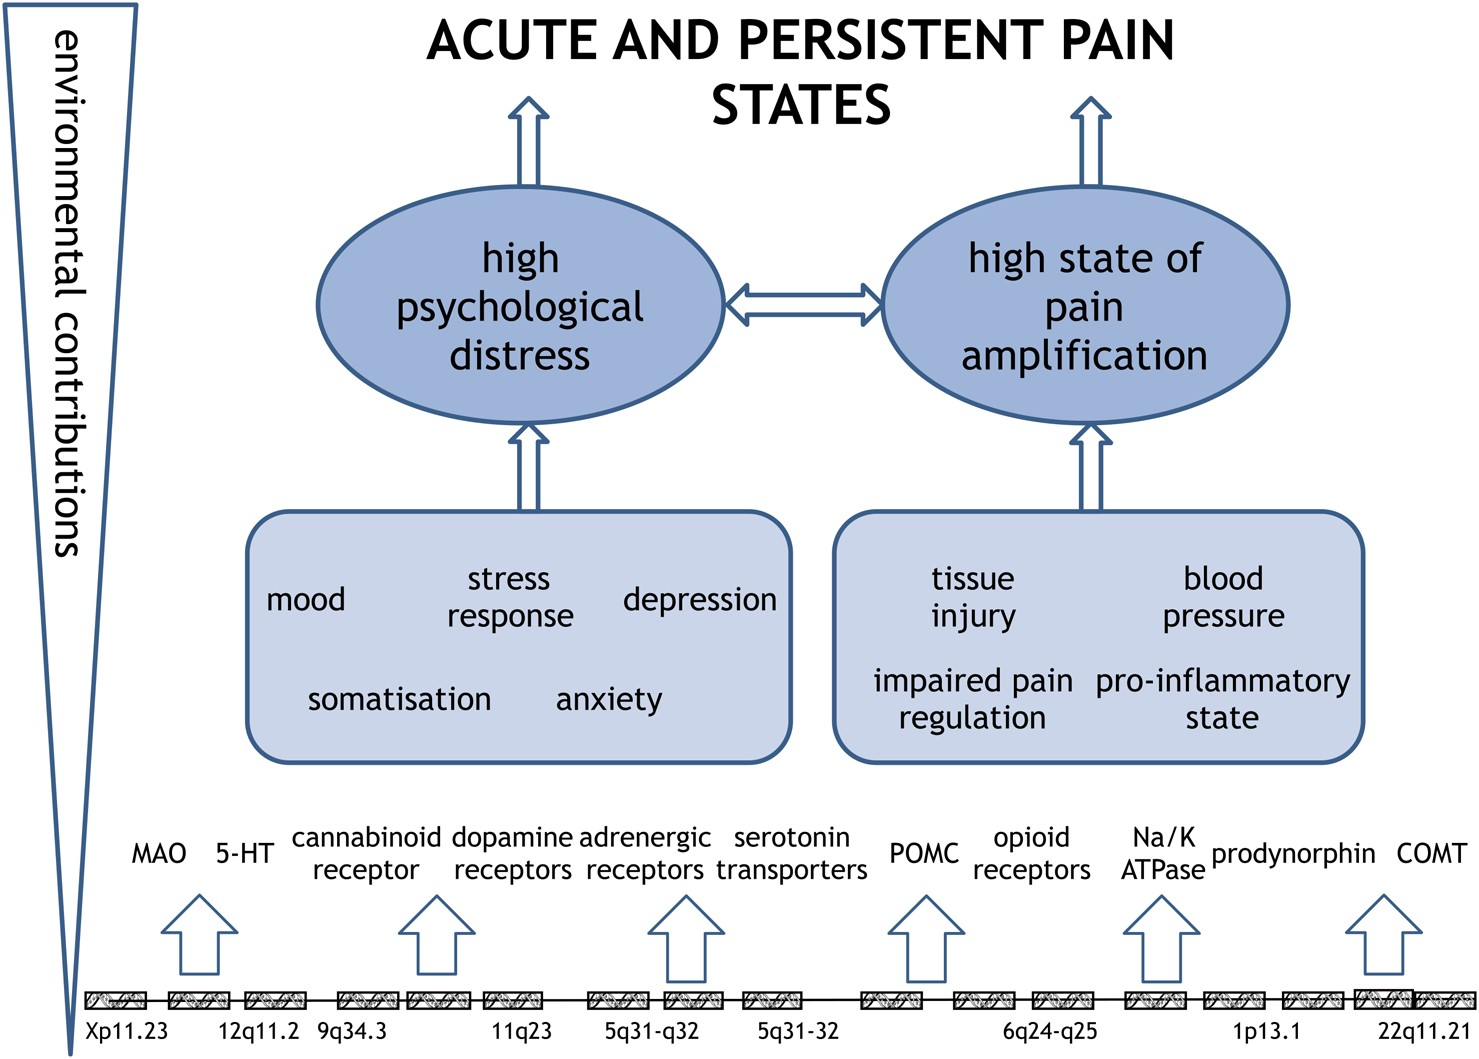 ACUTE AND PERSISTENT PAIN
STATES
environmental contributions
high
psychological
distress
high state of
pain
amplification
mood
stress
response
depression
somatisation
anxiety
tissue
injury
blood
pressure
impaired pain
regulation
pro-inflammatory
state
MAO
5-HT
cannabinoid
receptor
dopamine
receptors
adrenergic
receptors
serotonin
transporters
POMC
opioid
receptors
Na/K
ATPase
prodynorphin
COMT
Xp11.23
12q11.2
9q34.3
11q23
5q31-q32
5q31-32
6q24-q25
1p13.1
22q11.21